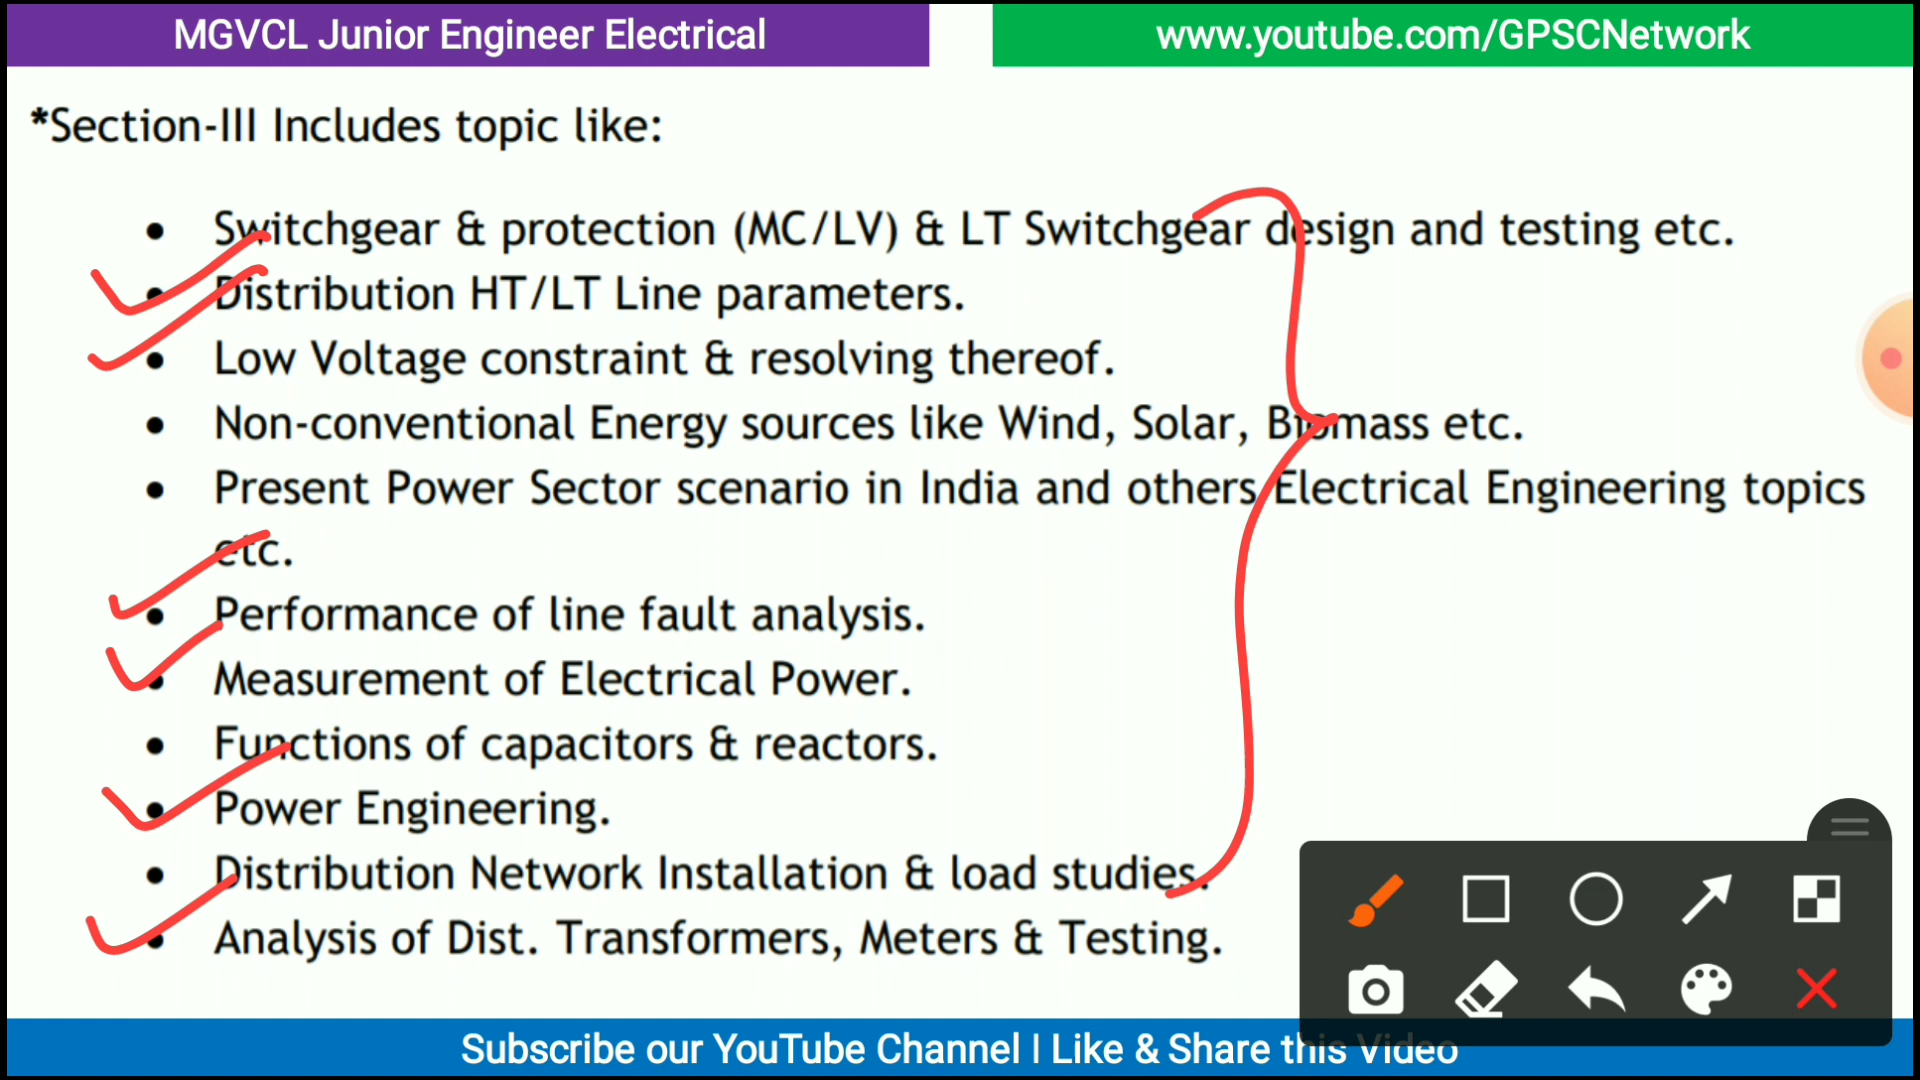 MGVCL Junior Engineer Electrical
www.youtube.com/GPSCNetwork
*Section-III Includes topic like:
• Switchgear & protection (MC/LV) & LT Switchgear design and testing etc.
• Distribution HT/LT Line parameters.
• Low Voltage constraint & resolving thereof.
• Non-conventional Energy sources like Wind, Solar, Biomass etc.
• Present Power Sector scenario in India and others Electrical Engineering topics
etc.
• Performance of line fault analysis.
• Measurement of Electrical Power.
• Functions of capacitors & reactors.
• Power Engineering.
• Distribution Network Installation & load studies.
• Analysis of Dist. Transformers, Meters & Testing.
Subscribe our YouTube Channel | Like & Share this Video